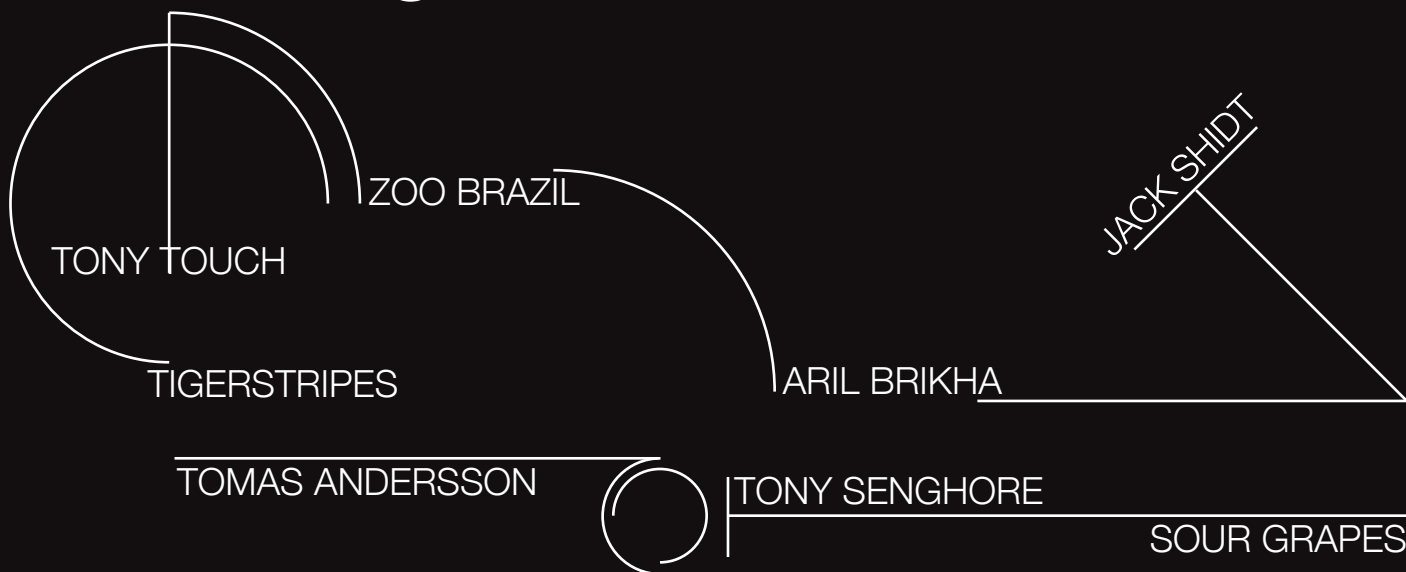 JACK SHIDT
ZOO BRAZIL
TONY TOUCH
ARIL BRIKHA
TIGERSTRIPES
TOMAS ANDERSSON
TONY SENGHORE
SOUR GRAPES